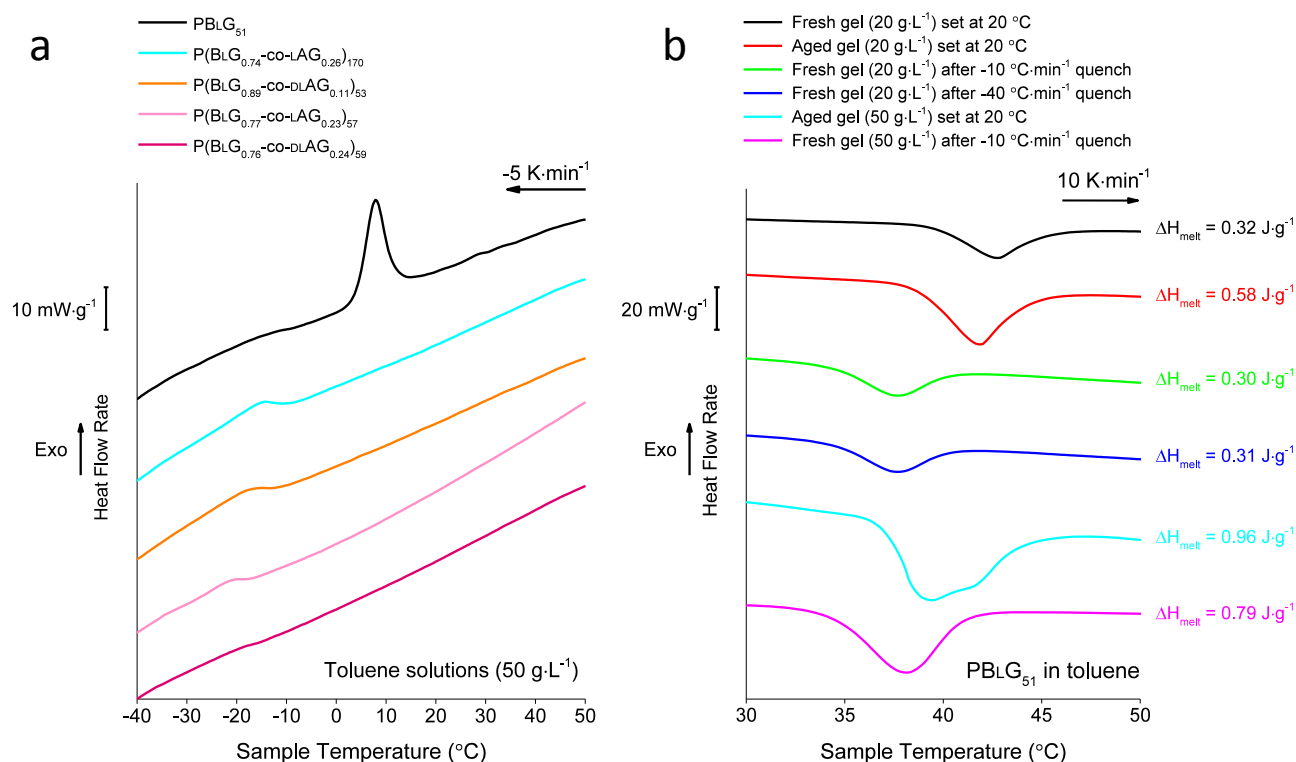 a
PBLG₅₁
P(BLG₀.₇₄-co-LAG₀.₂₆)₁₇₀
P(BLG₀.₈₉-co-DLAG₀.₁₁)₅₃
P(BLG₀.₇₇-co-LAG₀.₂₃)₅₇
P(BLG₀.₇₆-co-DLAG₀.₂₄)₅₉
-5 K·min⁻¹
10 mW·g⁻¹
Exo
Heat Flow Rate
Toluene solutions (50 g·L⁻¹)
-40 -30 -20 -10 0 10 20 30 40 50
Sample Temperature (°C)
b
Fresh gel (20 g·L⁻¹) set at 20 °C
Aged gel (20 g·L⁻¹) set at 20 °C
Fresh gel (20 g·L⁻¹) after -10 °C·min⁻¹ quench
Fresh gel (20 g·L⁻¹) after -40 °C·min⁻¹ quench
Aged gel (50 g·L⁻¹) set at 20 °C
Fresh gel (50 g·L⁻¹) after -10 °C·min⁻¹ quench
10 K·min⁻¹
20 mW·g⁻¹
Exo
Heat Flow Rate
ΔHmelt = 0.32 J·g⁻¹
ΔHmelt = 0.58 J·g⁻¹
ΔHmelt = 0.30 J·g⁻¹
ΔHmelt = 0.31 J·g⁻¹
ΔHmelt = 0.96 J·g⁻¹
ΔHmelt = 0.79 J·g⁻¹
PBLG₅₁ in toluene
30 35 40 45 50
Sample Temperature (°C)